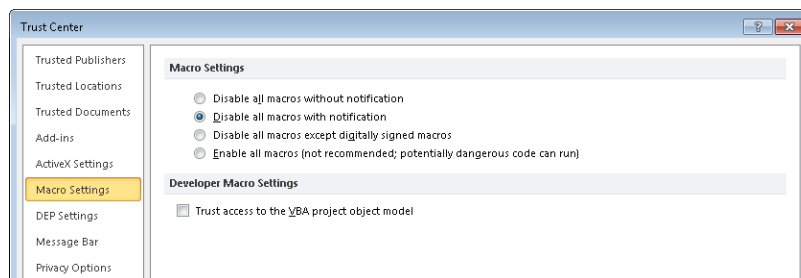 Trust Center
Trusted Publishers
Trusted Locations
Trusted Documents
Add-ins
ActiveX Settings
Macro Settings
DEP Settings
Message Bar
Privacy Options
Macro Settings
Disable all macros without notification
Disable all macros with notification
Disable all macros except digitally signed macros
Enable all macros (not recommended; potentially dangerous code can run)
Developer Macro Settings
Trust access to the VBA project object model